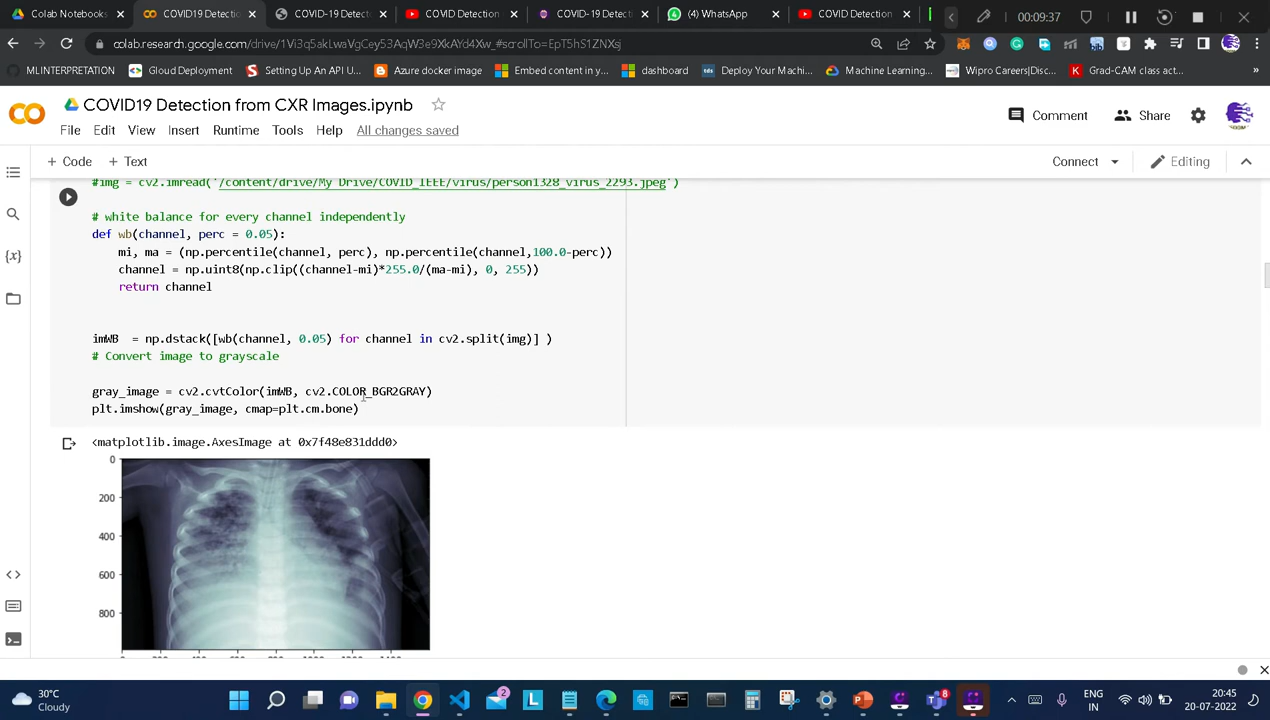 Colab Notebooks
COVID19 Detection
COVID-19 Detect
COVID Detection
COVID-19 Detect
(4) WhatsApp
COVID Detection
00:09:37
colab.research.google.com/drive/1Vi3q5akLwaVgCey53AqW3e9XkAYd4Xw_#scrollTo=EpT5hS1ZNXsj
MLINTERPRETATION
Gloud Deployment
Setting Up An API U...
Azure docker image
Embed content in y...
dashboard
Deploy Your Machi...
Machine Learning...
Wipro Careers|Disc...
Grad-CAM class act...
»
COVID19 Detection from CXR Images.ipynb
Comment
Share
File Edit View Insert Runtime Tools Help All changes saved
+ Code + Text
Connect
Editing
{x}
#img = cv2.imread('/content/drive/My Drive/COVID_IEEE/virus/person1328_virus_2293.jpeg')
# white balance for every channel independently
def wb(channel, perc = 0.05):
mi, ma = (np.percentile(channel, perc), np.percentile(channel,100.0-perc))
channel = np.uint8(np.clip((channel-mi)*255.0/(ma-mi), 0, 255))
return channel
imWB = np.dstack([wb(channel, 0.05) for channel in cv2.split(img)] )
# Convert image to grayscale
gray_image = cv2.cvtColor(imWB, cv2.COLOR_BGR2GRAY)
plt.imshow(gray_image, cmap=plt.cm.bone)
<matplotlib.image.AxesImage at 0x7f48e831ddd0>
0
200
400
600
800
30°C
Cloudy
2
8
ENG
IN
20:45
20-07-2022